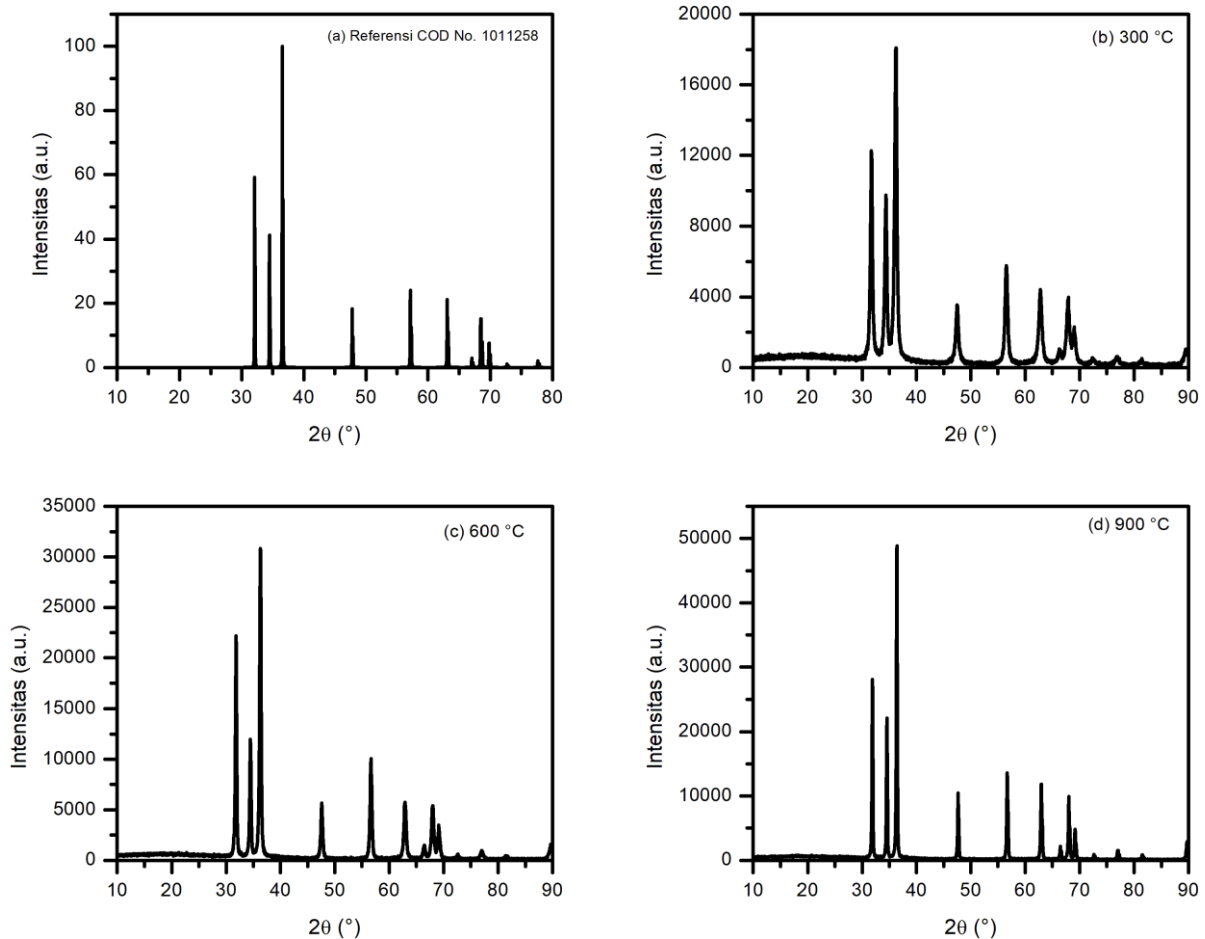 (a) Referensi COD No. 1011258
Intensitas (a.u.)
100
80
60
40
20
0
10 20 30 40 50 60 70 80
2θ (°)
(b) 300 °C
Intensitas (a.u.)
20000
16000
12000
8000
4000
0
10 20 30 40 50 60 70 80 90
2θ (°)
(c) 600 °C
Intensitas (a.u.)
35000
30000
25000
20000
15000
10000
5000
0
10 20 30 40 50 60 70 80 90
2θ (°)
(d) 900 °C
Intensitas (a.u.)
50000
40000
30000
20000
10000
0
10 20 30 40 50 60 70 80 90
2θ (°)